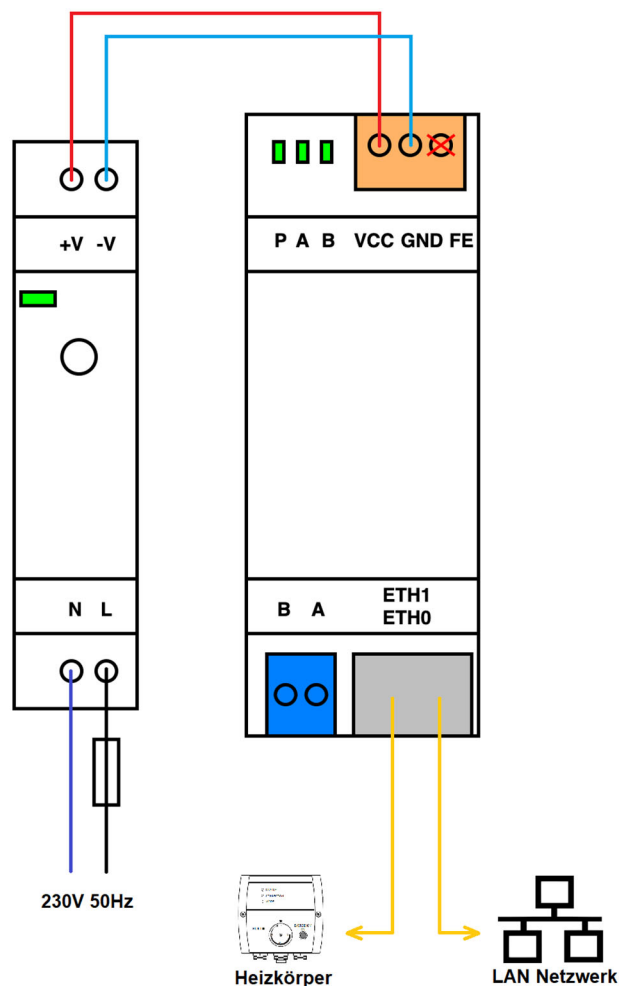 +V -V
P A B VCC GND FE
N L
B A
ETH1
ETH0
230V 50Hz
Heizkörper
LAN Netzwerk